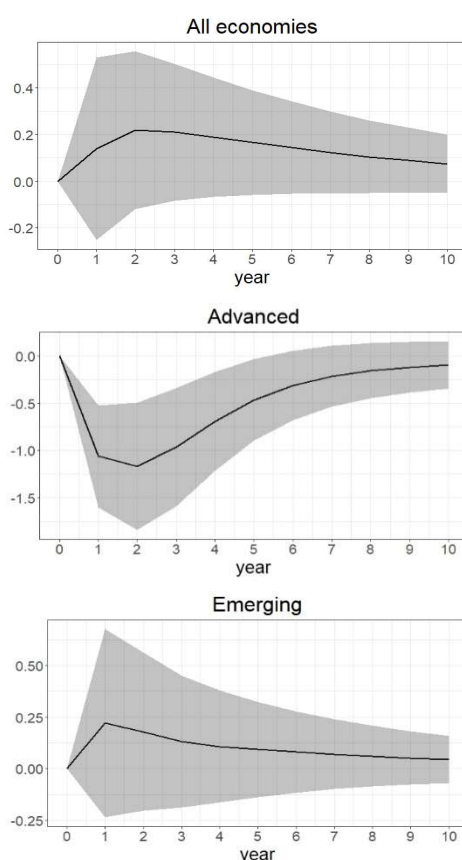 All economies
0.4
0.2
0.0
-0.2
0 1 2 3 4 5 6 7 8 9 10
year
Advanced
0.0
-0.5
-1.0
-1.5
0 1 2 3 4 5 6 7 8 9 10
year
Emerging
0.50
0.25
0.00
-0.25
0 1 2 3 4 5 6 7 8 9 10
year